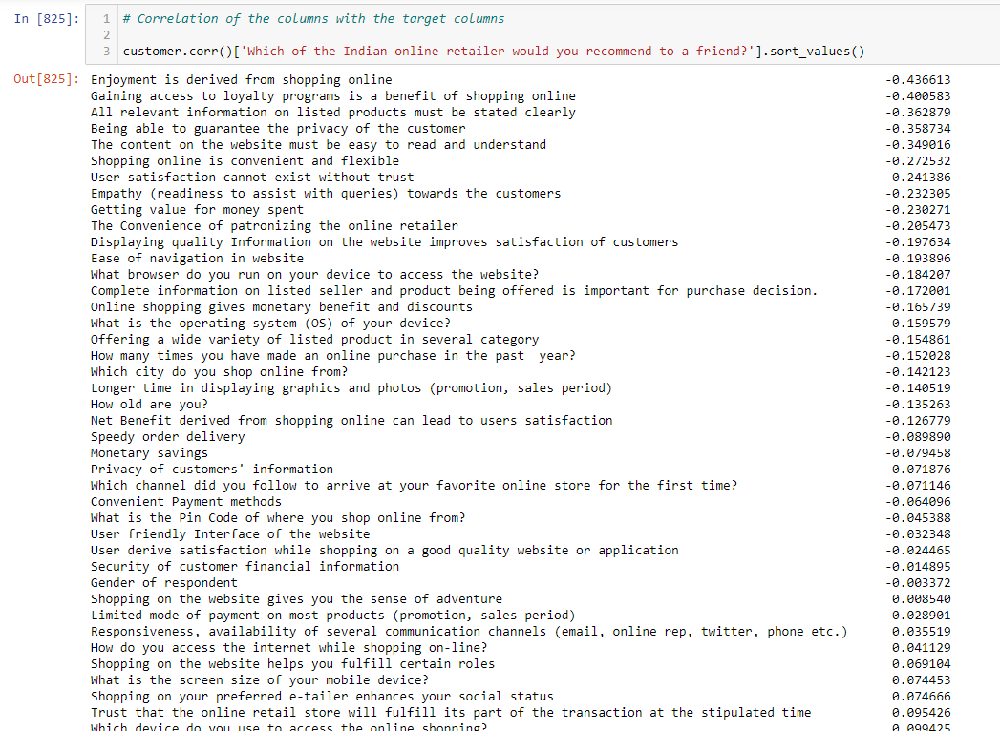 In [825]: 1 # Correlation of the columns with the target columns
2
3 customer.corr()['Which of the Indian online retailer would you recommend to a friend?'].sort_values()
Out[825]: Enjoyment is derived from shopping online -0.436613
Gaining access to loyalty programs is a benefit of shopping online -0.400583
All relevant information on listed products must be stated clearly -0.362879
Being able to guarantee the privacy of the customer -0.358734
The content on the website must be easy to read and understand -0.349016
Shopping online is convenient and flexible -0.272532
User satisfaction cannot exist without trust -0.241386
Empathy (readiness to assist with queries) towards the customers -0.232305
Getting value for money spent -0.230271
The Convenience of patronizing the online retailer -0.205473
Displaying quality Information on the website improves satisfaction of customers -0.197634
Ease of navigation in website -0.193896
What browser do you run on your device to access the website? -0.184207
Complete information on listed seller and product being offered is important for purchase decision. -0.172001
Online shopping gives monetary benefit and discounts -0.165739
What is the operating system (OS) of your device? -0.159579
Offering a wide variety of listed product in several category -0.154861
How many times you have made an online purchase in the past  year? -0.152028
Which city do you shop online from? -0.142123
Longer time in displaying graphics and photos (promotion, sales period) -0.140519
How old are you? -0.135263
Net Benefit derived from shopping online can lead to users satisfaction -0.126779
Speedy order delivery -0.089890
Monetary savings -0.079458
Privacy of customers' information -0.071876
Which channel did you follow to arrive at your favorite online store for the first time? -0.071146
Convenient Payment methods -0.064096
What is the Pin Code of where you shop online from? -0.045388
User friendly Interface of the website -0.032348
User derive satisfaction while shopping on a good quality website or application -0.024465
Security of customer financial information -0.014895
Gender of respondent -0.003372
Shopping on the website gives you the sense of adventure 0.008540
Limited mode of payment on most products (promotion, sales period) 0.028901
Responsiveness, availability of several communication channels (email, online rep, twitter, phone etc.) 0.035519
How do you access the internet while shopping on-line? 0.041129
Shopping on the website helps you fulfill certain roles 0.069104
What is the screen size of your mobile device? 0.074453
Shopping on your preferred e-tailer enhances your social status 0.074666
Trust that the online retail store will fulfill its part of the transaction at the stipulated time 0.095426
Which device do you use to access the online shopping? 0.099425